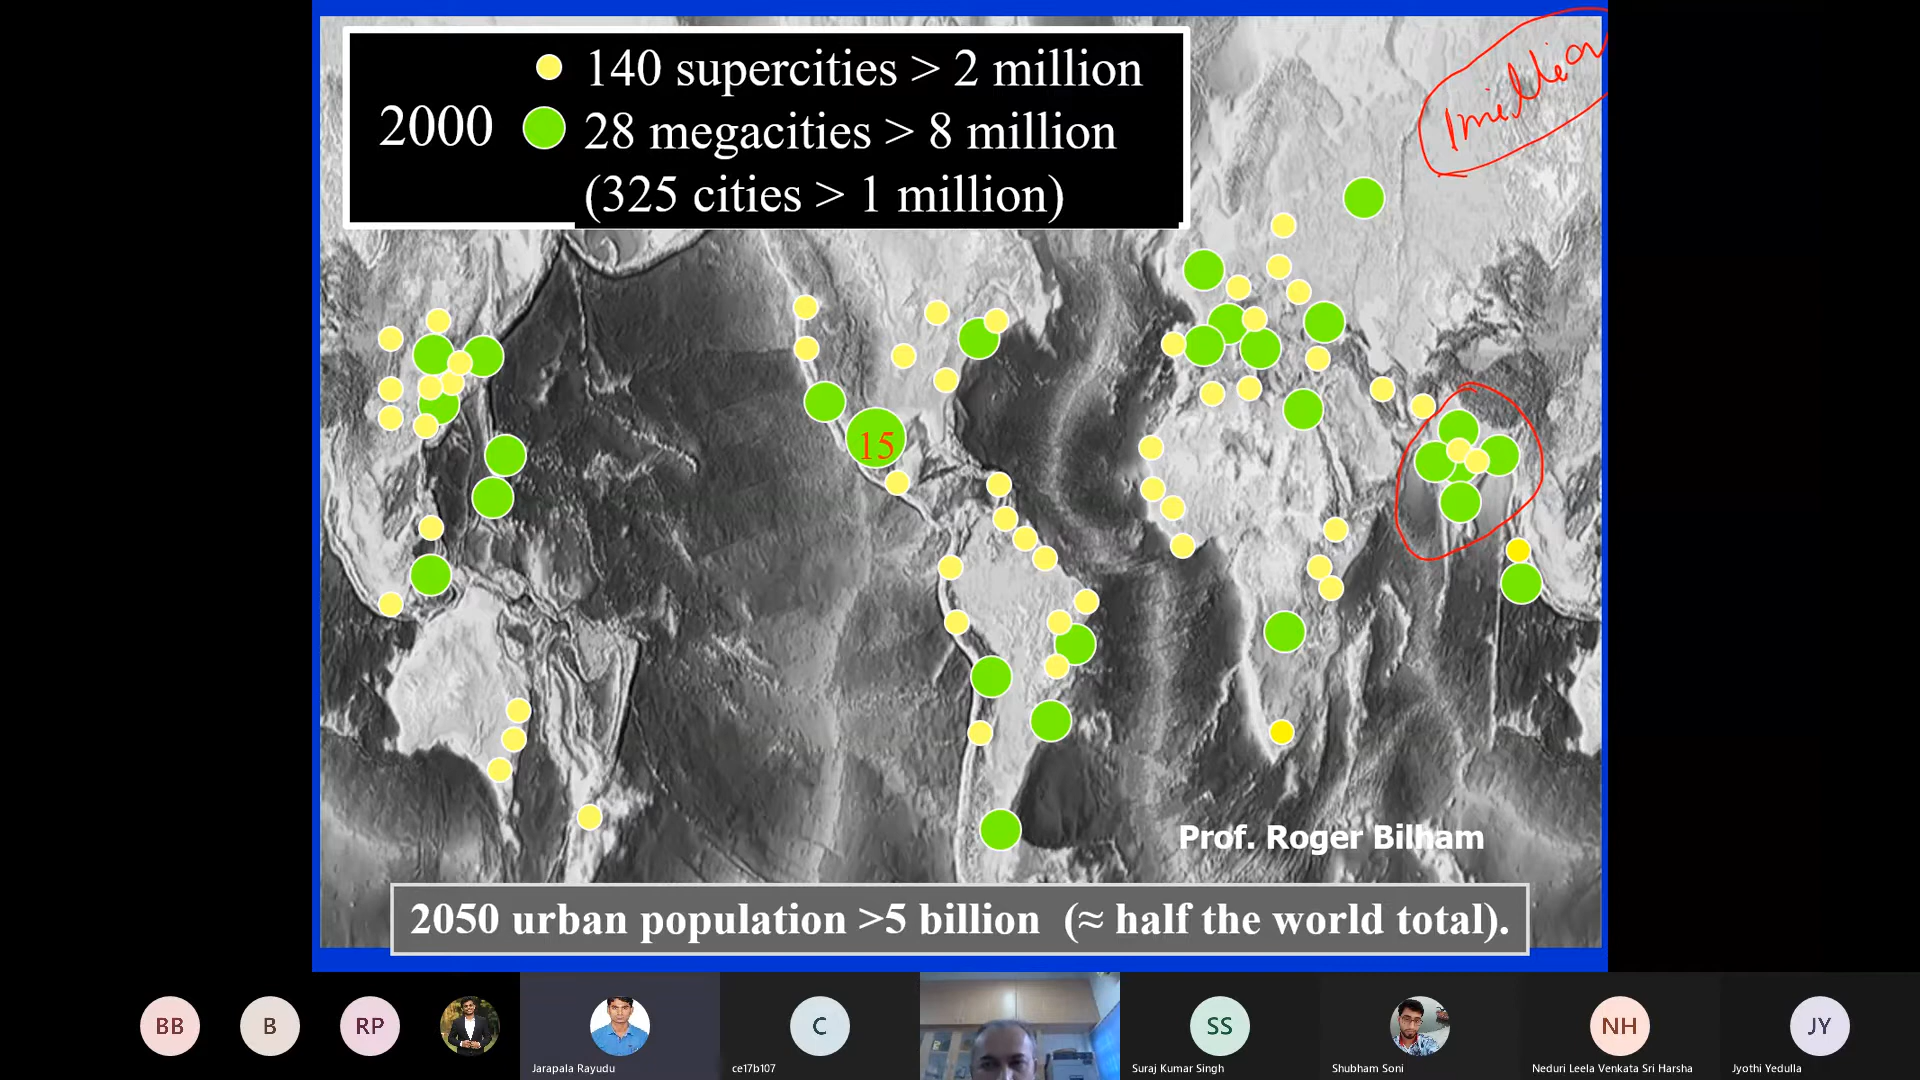 140 supercities > 2 million
2000
28 megacities > 8 million
(325 cities > 1 million)
1million
15
Prof. Roger Bilham
2050 urban population >5 billion (≈ half the world total).
BB
B
RP
C
SS
NH
JY
Jarapala Rayudu
ce17b107
Suraj Kumar Singh
Shubham Soni
Neduri Leela Venkata Sri Harsha
Jyothi Yedulla